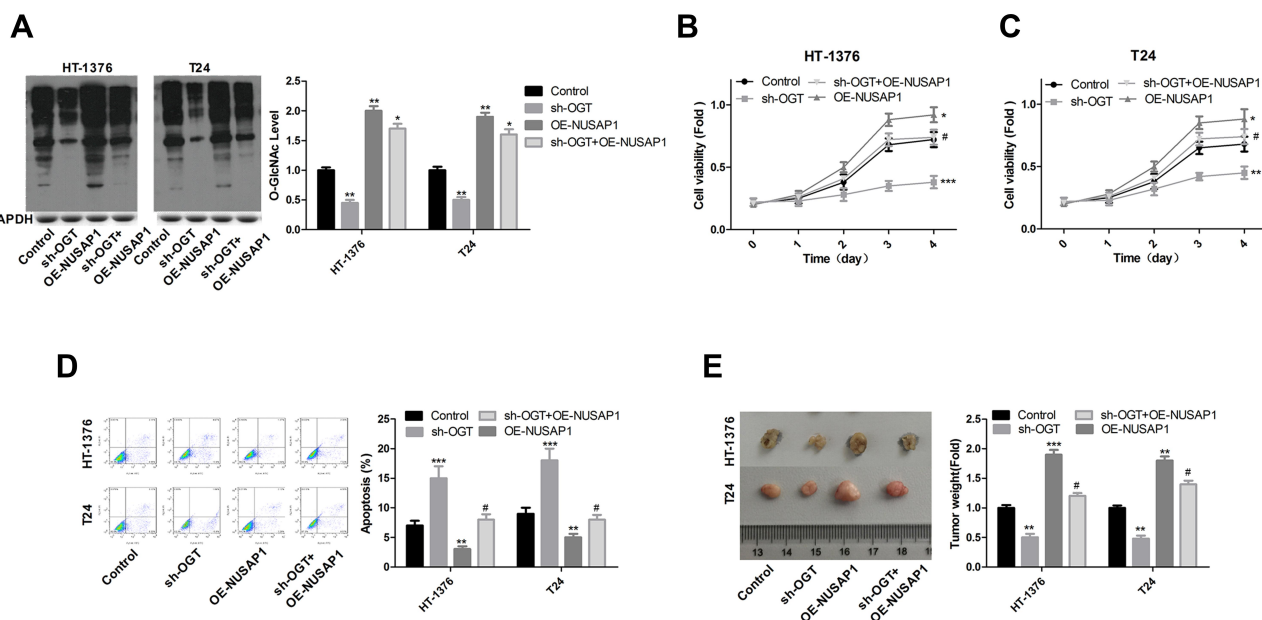 A
HT-1376
T24
APDH
Control
sh-OGT
OE-NUSAP1
sh-OGT+
OE-NUSAP1
Control
sh-OGT
OE-NUSAP1
sh-OGT+
OE-NUSAP1
O-GlcNAc Level
2.5
2.0
1.5
1.0
0.5
0.0
**
**
**
*
**
**
*
HT-1376
T24
Control
sh-OGT
OE-NUSAP1
sh-OGT+OE-NUSAP1
B
HT-1376
Control
sh-OGT+OE-NUSAP1
sh-OGT
OE-NUSAP1
Cell viability (Fold )
1.0
0.5
0.0
*
#
***
0 1 2 3 4
Time (day)
C
T24
Control
sh-OGT+OE-NUSAP1
sh-OGT
OE-NUSAP1
Cell viability (Fold )
1.0
0.5
0.0
*
#
**
0 1 2 3 4
Time (day)
D
HT-1376
T24
Control
sh-OGT
OE-NUSAP1
sh-OGT+
OE-NUSAP1
Control
sh-OGT+OE-NUSAP1
sh-OGT
OE-NUSAP1
Apoptosis (%)
25
20
15
10
5
0
***
**
#
***
**
#
HT-1376
T24
E
HT-1376
T24
13 14 15 16 17 18
Control
sh-OGT
OE-NUSAP1
sh-OGT+
OE-NUSAP1
Control
sh-OGT+OE-NUSAP1
sh-OGT
OE-NUSAP1
Tumor weight(Fold)
2.5
2.0
1.5
1.0
0.5
0.0
**
***
#
**
**
#
HT-1376
T24